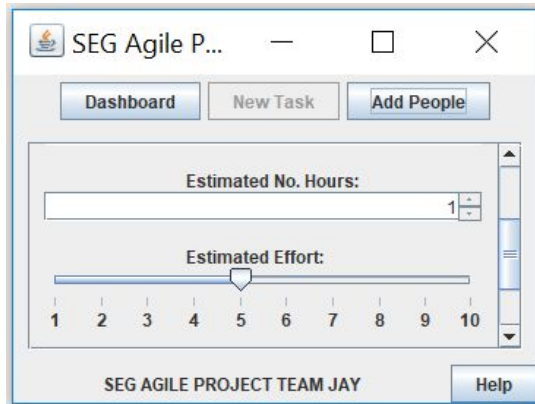 SEG Agile P...
Dashboard New Task Add People
Estimated No. Hours:
1
Estimated Effort:
1 2 3 4 5 6 7 8 9 10
SEG AGILE PROJECT TEAM JAY Help